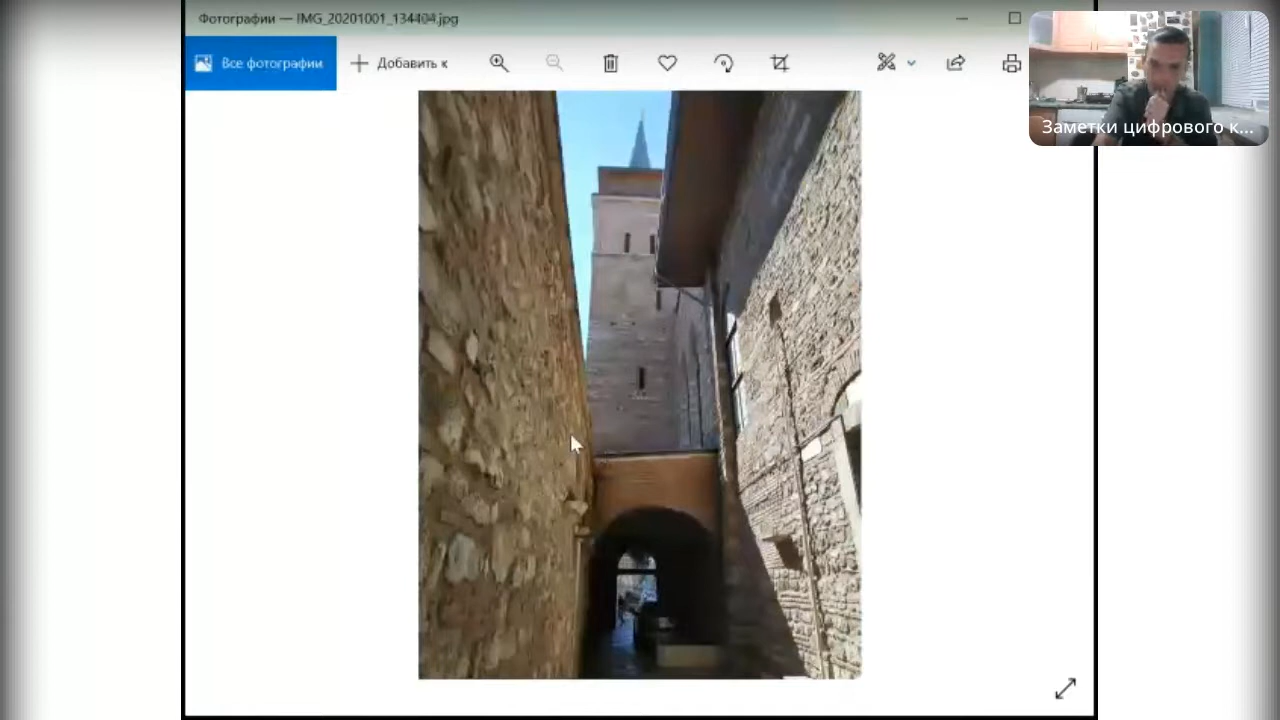 Фотографии — IMG_20201001_134404.jpg
Все фотографии
Добавить к
Заметки цифрового к...